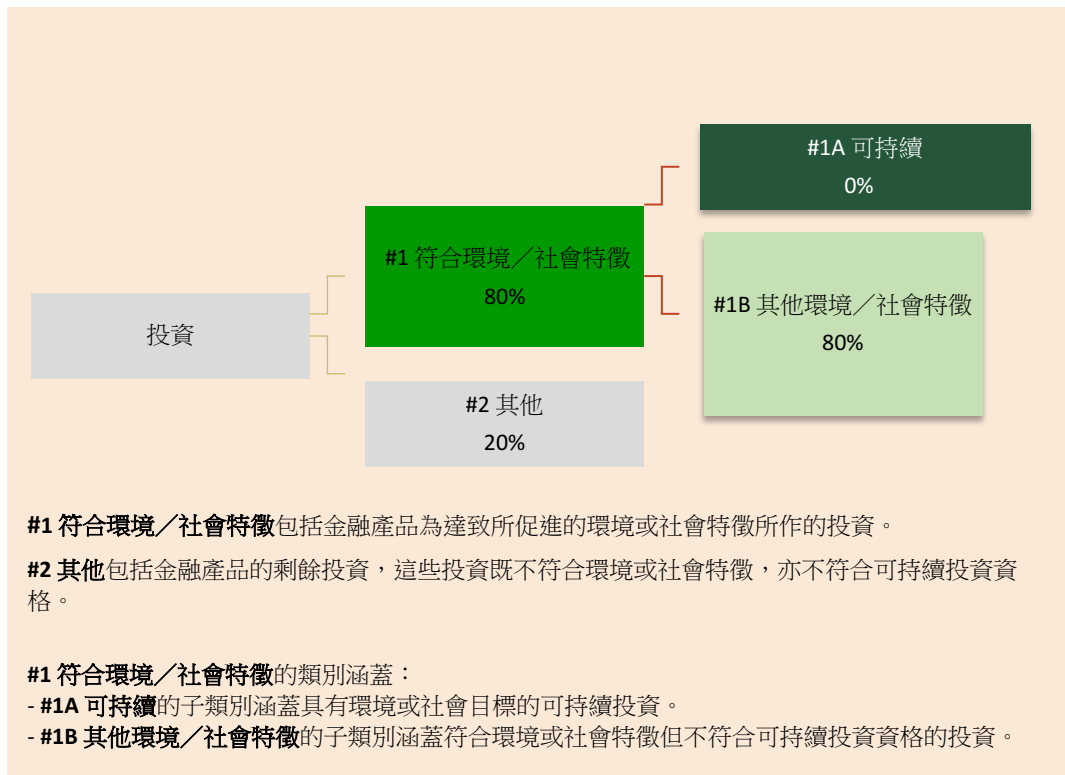 #1A 可持續
0%
#1 符合環境／社會特徵
80%
#1B 其他環境／社會特徵
80%
投資
#2 其他
20%
#1 符合環境／社會特徵包括金融產品為達致所促進的環境或社會特徵所作的投資。
#2 其他包括金融產品的剩餘投資，這些投資既不符合環境或社會特徵，亦不符合可持續投資資
格。
#1 符合環境／社會特徵的類別涵蓋：
- #1A 可持續的子類別涵蓋具有環境或社會目標的可持續投資。
- #1B 其他環境／社會特徵的子類別涵蓋符合環境或社會特徵但不符合可持續投資資格的投資。